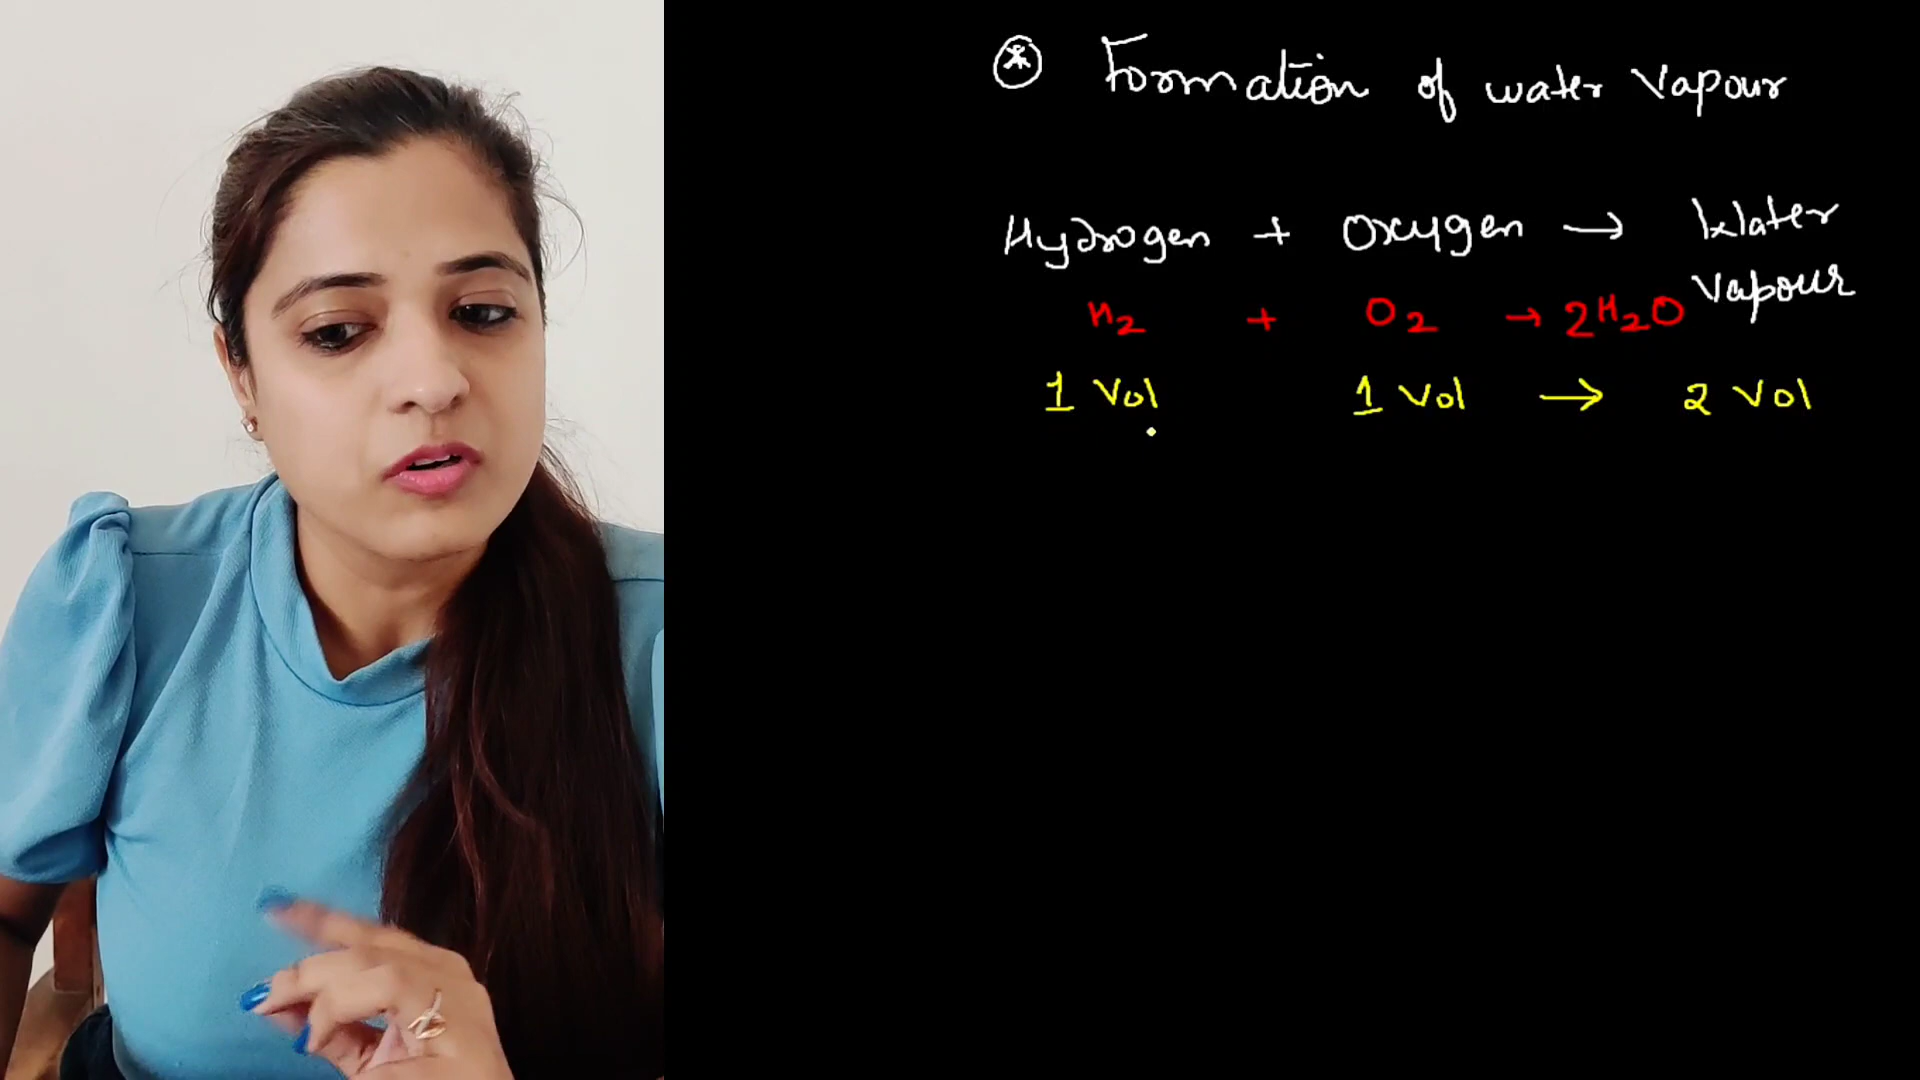 * Formation of water vapour
Hydrogen + Oxygen → Water
vapour
H2 + O2 → 2H2O
1 Vol 1 Vol → 2 Vol